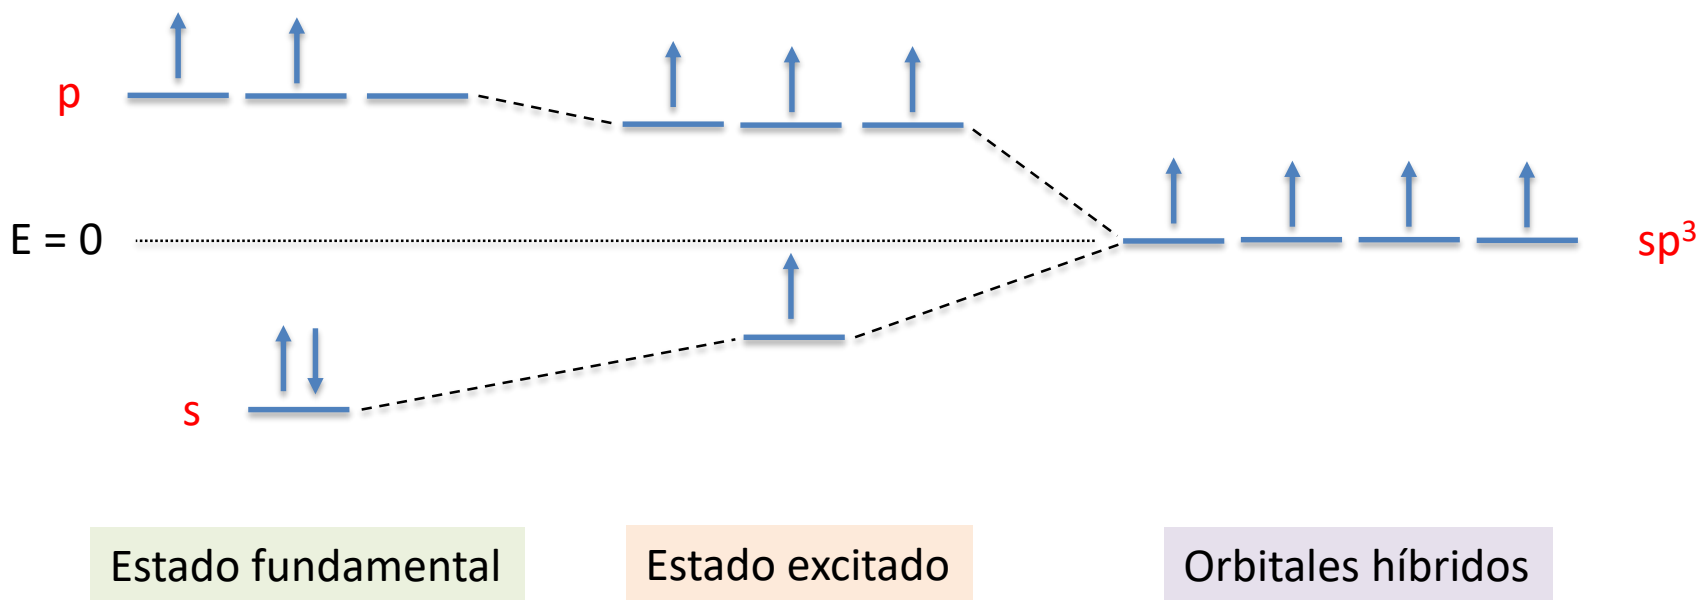 p
E = 0
sp³
s
Estado fundamental
Estado excitado
Orbitales híbridos